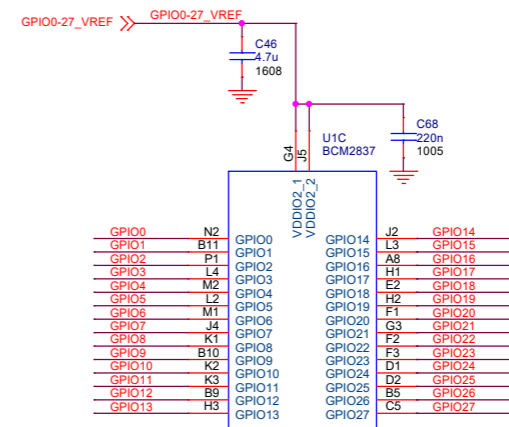 GPIO0-27_VREF
GPIO0-27_VREF
C46
4.7u
1608
C68
220n
1005
U1C
BCM2837
G4
J5
VDDIO2_1
VDDIO2_2
GPIO0 N2 GPIO0 GPIO14 J2 GPIO14
GPIO1 B11 GPIO1 GPIO15 L3 GPIO15
GPIO2 P1 GPIO2 GPIO16 A8 GPIO16
GPIO3 L4 GPIO3 GPIO17 H1 GPIO17
GPIO4 M2 GPIO4 GPIO18 E2 GPIO18
GPIO5 L2 GPIO5 GPIO19 H2 GPIO19
GPIO6 M1 GPIO6 GPIO20 F1 GPIO20
GPIO7 J4 GPIO7 GPIO21 G3 GPIO21
GPIO8 K1 GPIO8 GPIO22 F2 GPIO22
GPIO9 B10 GPIO9 GPIO23 F3 GPIO23
GPIO10 K2 GPIO10 GPIO24 D1 GPIO24
GPIO11 K3 GPIO11 GPIO25 D2 GPIO25
GPIO12 B9 GPIO12 GPIO26 B5 GPIO26
GPIO13 H3 GPIO13 GPIO27 C5 GPIO27